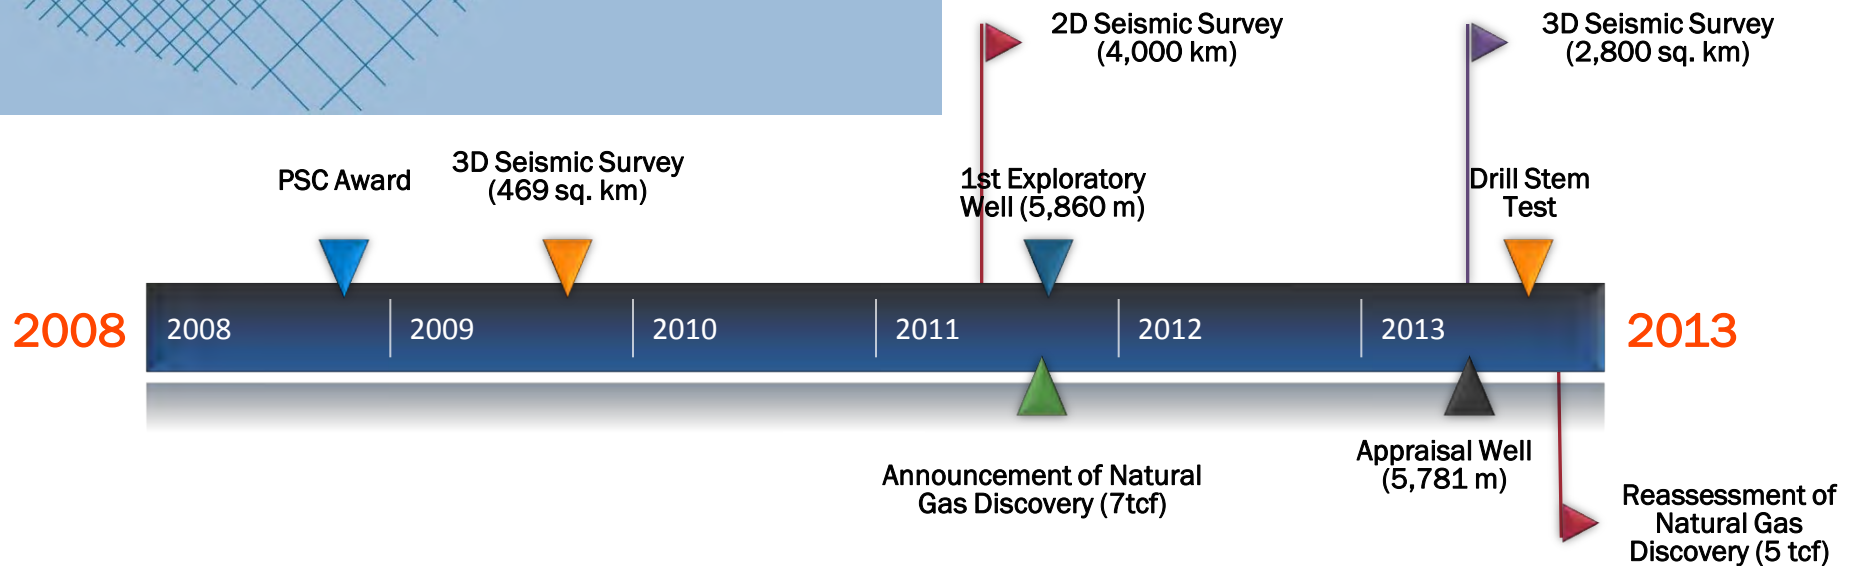 2D Seismic Survey
(4,000 km)
3D Seismic Survey
(2,800 sq. km)
PSC Award
3D Seismic Survey
(469 sq. km)
1st Exploratory
Well (5,860 m)
Drill Stem
Test
2008
2008
2009
2010
2011
2012
2013
2013
Announcement of Natural
Gas Discovery (7tcf)
Appraisal Well
(5,781 m)
Reassessment of
Natural Gas
Discovery (5 tcf)